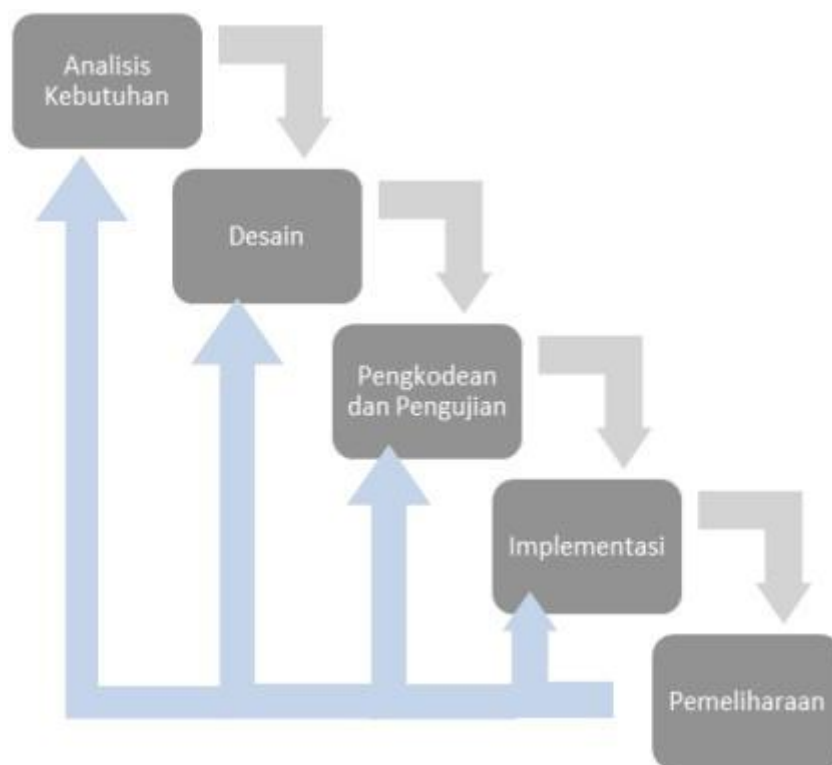 Analisis
Kebutuhan
Desain
Pengkodean
dan Pengujian
Implementasi
Pemeliharaan